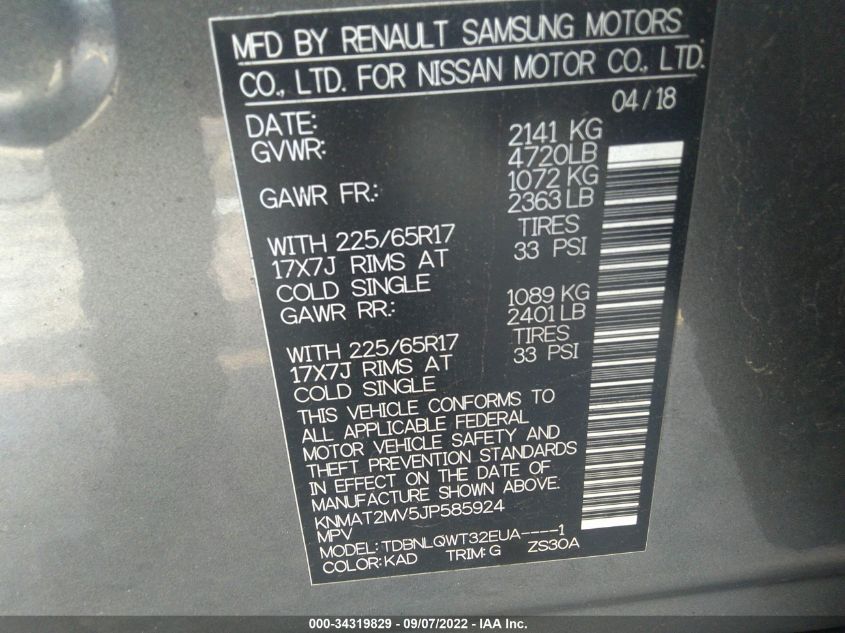 MFD BY RENAULT SAMSUNG MOTORS
CO., LTD. FOR NISSAN MOTOR CO., LTD.
DATE: 04/18
GVWR: 2141 KG
4720LB
GAWR FR.: 1072 KG
2363 LB
WITH 225/65R17 TIRES
17X7J RIMS AT 33 PSI
COLD SINGLE
GAWR RR.: 1089 KG
2401 LB
WITH 225/65R17 TIRES
17X7J RIMS AT 33 PSI
COLD SINGLE
THIS VEHICLE CONFORMS TO
ALL APPLICABLE FEDERAL
MOTOR VEHICLE SAFETY AND
THEFT PREVENTION STANDARDS
IN EFFECT ON THE DATE OF
MANUFACTURE SHOWN ABOVE.
KNMAT2MV5JP585924
MPV
MODEL: TDBNLQWT32EUA----1
COLOR: KAD TRIM: G ZS30A
000-34319829 - 09/07/2022 - IAA Inc.